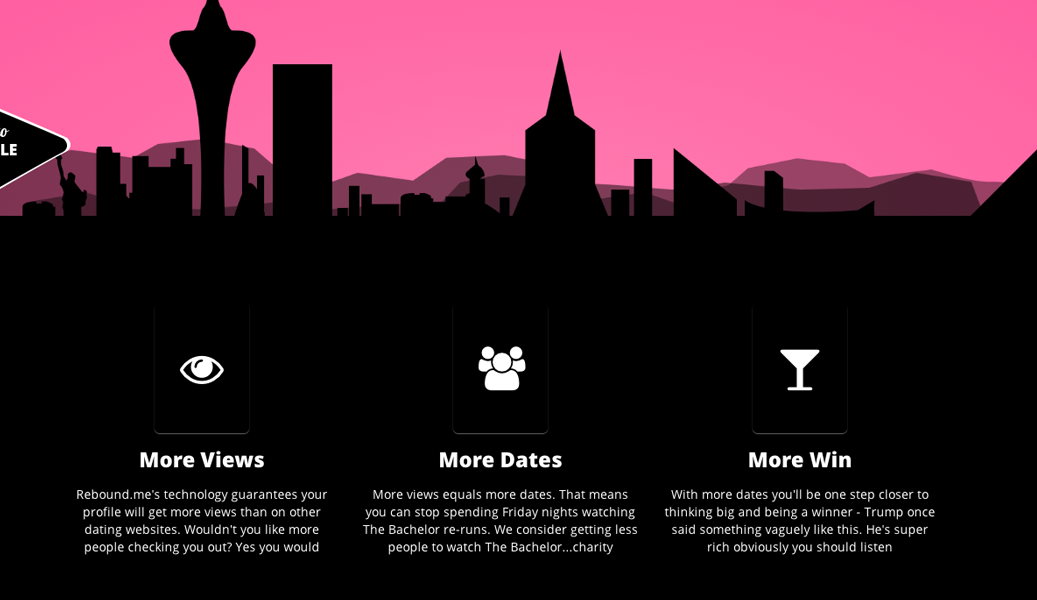 LE
More Views
More Dates
More Win
Rebound.me's technology guarantees your
profile will get more views than on other
dating websites. Wouldn't you like more
people checking you out? Yes you would
More views equals more dates. That means
you can stop spending Friday nights watching
The Bachelor re-runs. We consider getting less
people to watch The Bachelor...charity
With more dates you'll be one step closer to
thinking big and being a winner - Trump once
said something vaguely like this. He's super
rich obviously you should listen